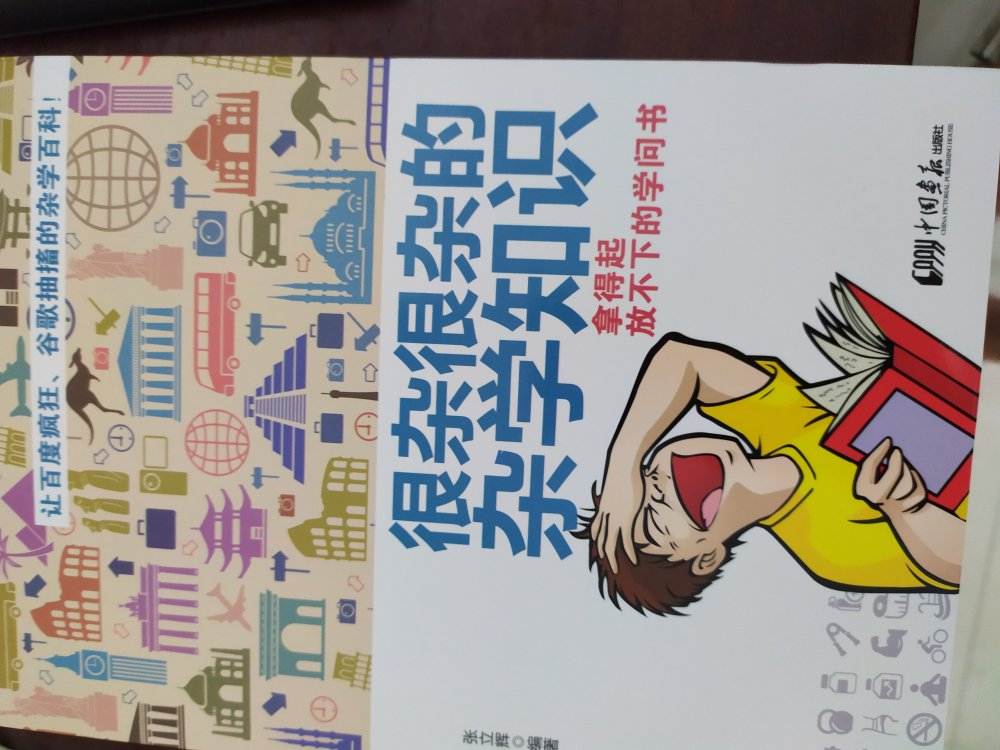 让百度疯狂、谷歌抽搐的杂学百科!
很杂很杂的
杂学知识
拿得起
放不下的学问书
张立辉◎编著
中国画报出版社
CHINA PICTORIAL PUBLISHING HOUSE